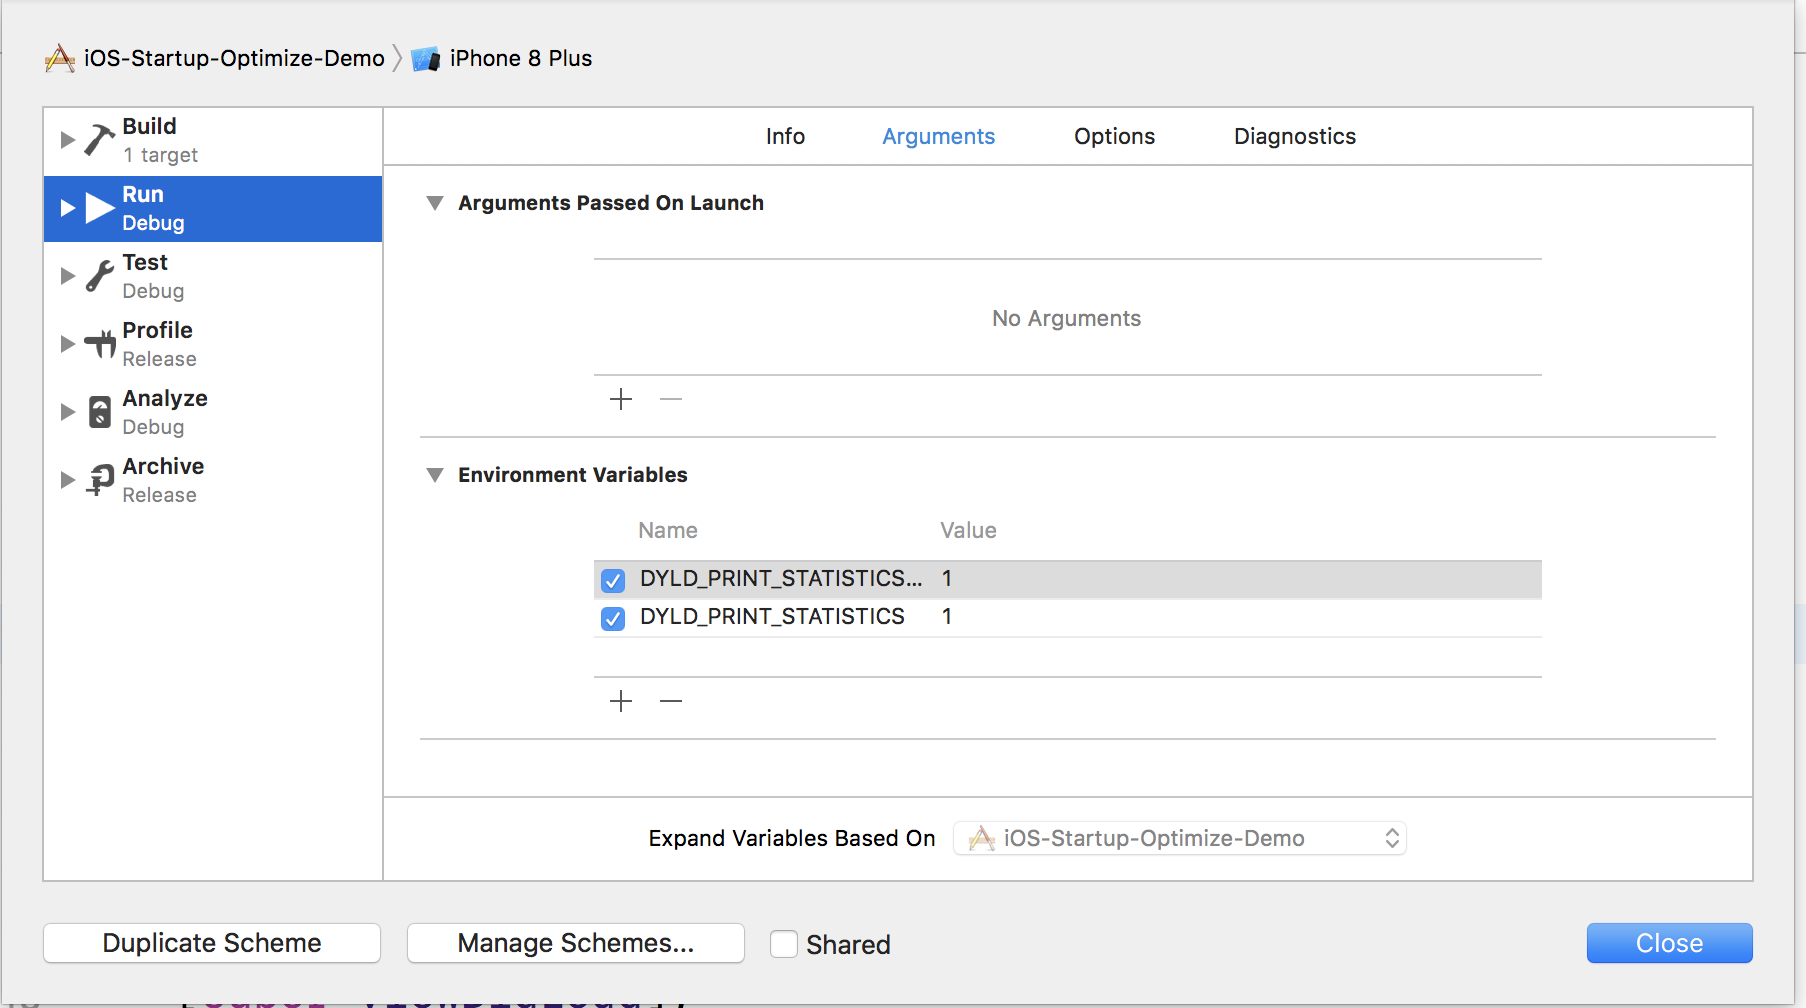 iOS-Startup-Optimize-Demo iPhone 8 Plus
Build
1 target
Run
Debug
Test
Debug
Profile
Release
Analyze
Debug
Archive
Release
Info Arguments Options Diagnostics
Arguments Passed On Launch
No Arguments
Environment Variables
Name Value
DYLD_PRINT_STATISTICS... 1
DYLD_PRINT_STATISTICS 1
Expand Variables Based On iOS-Startup-Optimize-Demo
Duplicate Scheme Manage Schemes... Shared Close